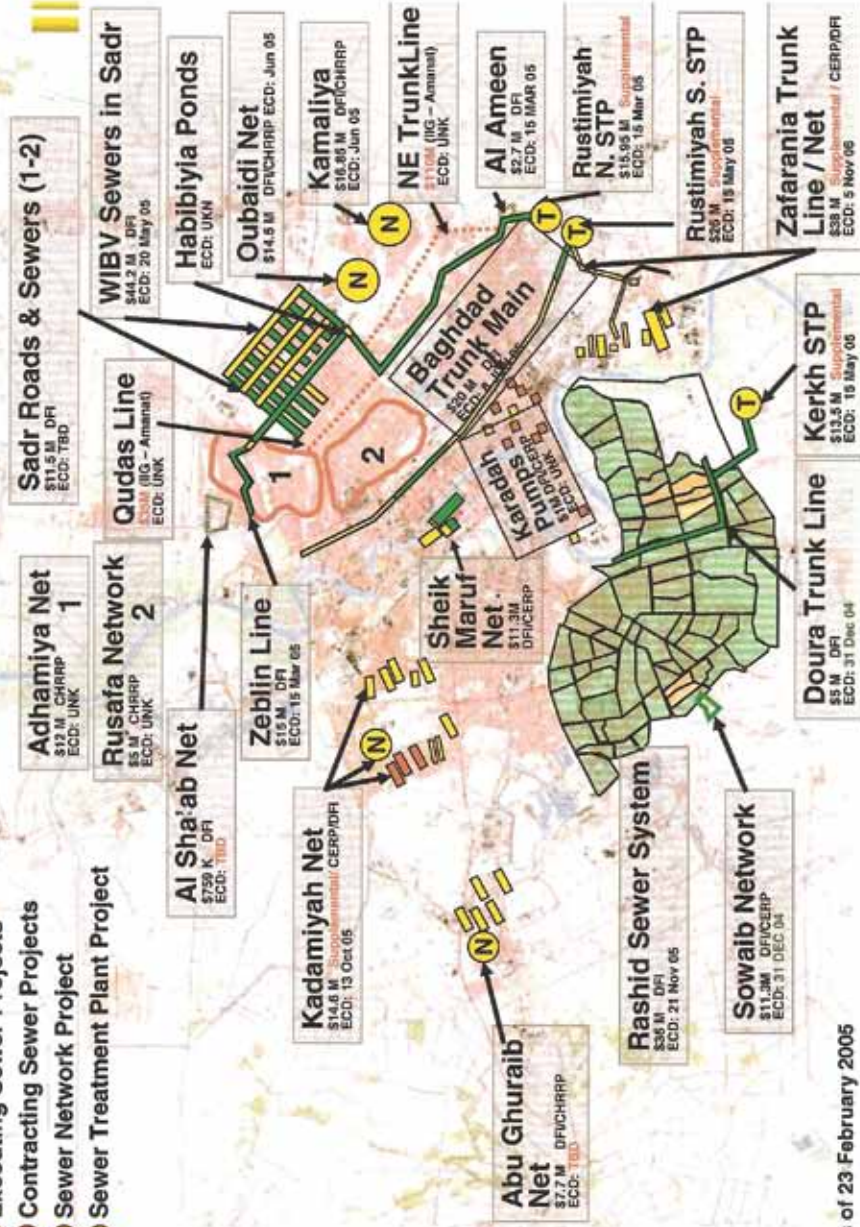 Contracting Sewer Projects
Sewer Network Project
Sewer Treatment Plant Project
Adhamiya Net 1
$12 M CHRRP
ECD: UNK
Rusafa Network 2
$5 M CHRRP
ECD: UNK
Sadr Roads & Sewers (1-2)
$11.5 M DFI
ECD: TBD
WIBV Sewers in Sadr
$44.2 M DFI
ECD: 20 May 05
Habibiyia Ponds
ECD: UKN
Oubaidi Net
$14.5 M DFI/CHRRP ECD: Jun 05
Kamaliya
$16.85 M DFI/CHRRP
ECD: Jun 05
NE TrunkLine
$110M (IIG – Amanat)
ECD: UNK
Al Ameen
$2.7 M DFI
ECD: 15 MAR 05
Rustimiyah
N. STP
$15.95 M Supplemental
ECD: 15 Mar 05
Rustimiyah S. STP
$26 M Supplemental
ECD: 15 May 05
Zafarania Trunk
Line / Net
$38 M Supplemental / CERP/DFI
ECD: 5 Nov 06
Qudas Line
(IIG – Amanat)
ECD: UNK
Al Sha'ab Net
$759 K DFI
ECD: TBD
Zeblin Line
$15 M DFI
ECD: 15 Mar 05
1
2
N
N
T
T
Baghdad
Trunk Main
$20 M DFI
Karadah
Pumps
DFI/CERP
ECD: UNK
Sheik
Maruf
Net
$11.3M
DFI/CERP
Kadamiyah Net
$14.6 M Supplemental/ CERP/DFI
ECD: 13 Oct 05
N
N
T
Kerkh STP
$13.5 M Supplemental
ECD: 15 May 05
Doura Trunk Line
$5 M DFI
ECD: 31 Dec 04
Rashid Sewer System
$36 M DFI
ECD: 21 Nov 05
Sowaib Network
$11.3M DFI/CERP
ECD: 31 DEC 04
Abu Ghuraib
Net
$7.7 M DFI/CHRRP
ECD: TBD
of 23 February 2005